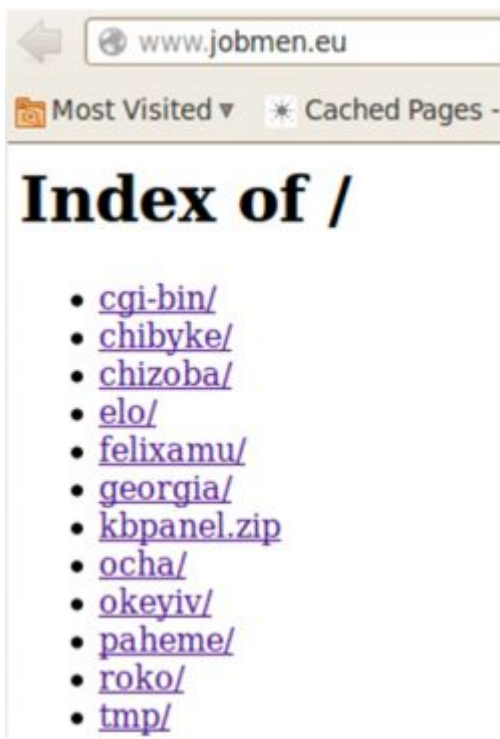 www.jobmen.eu
Most Visited Cached Pages -
Index of /
cgi-bin/
chibyke/
chizoba/
elo/
felixamu/
georgia/
kbpanel.zip
ocha/
okeyiv/
paheme/
roko/
tmp/